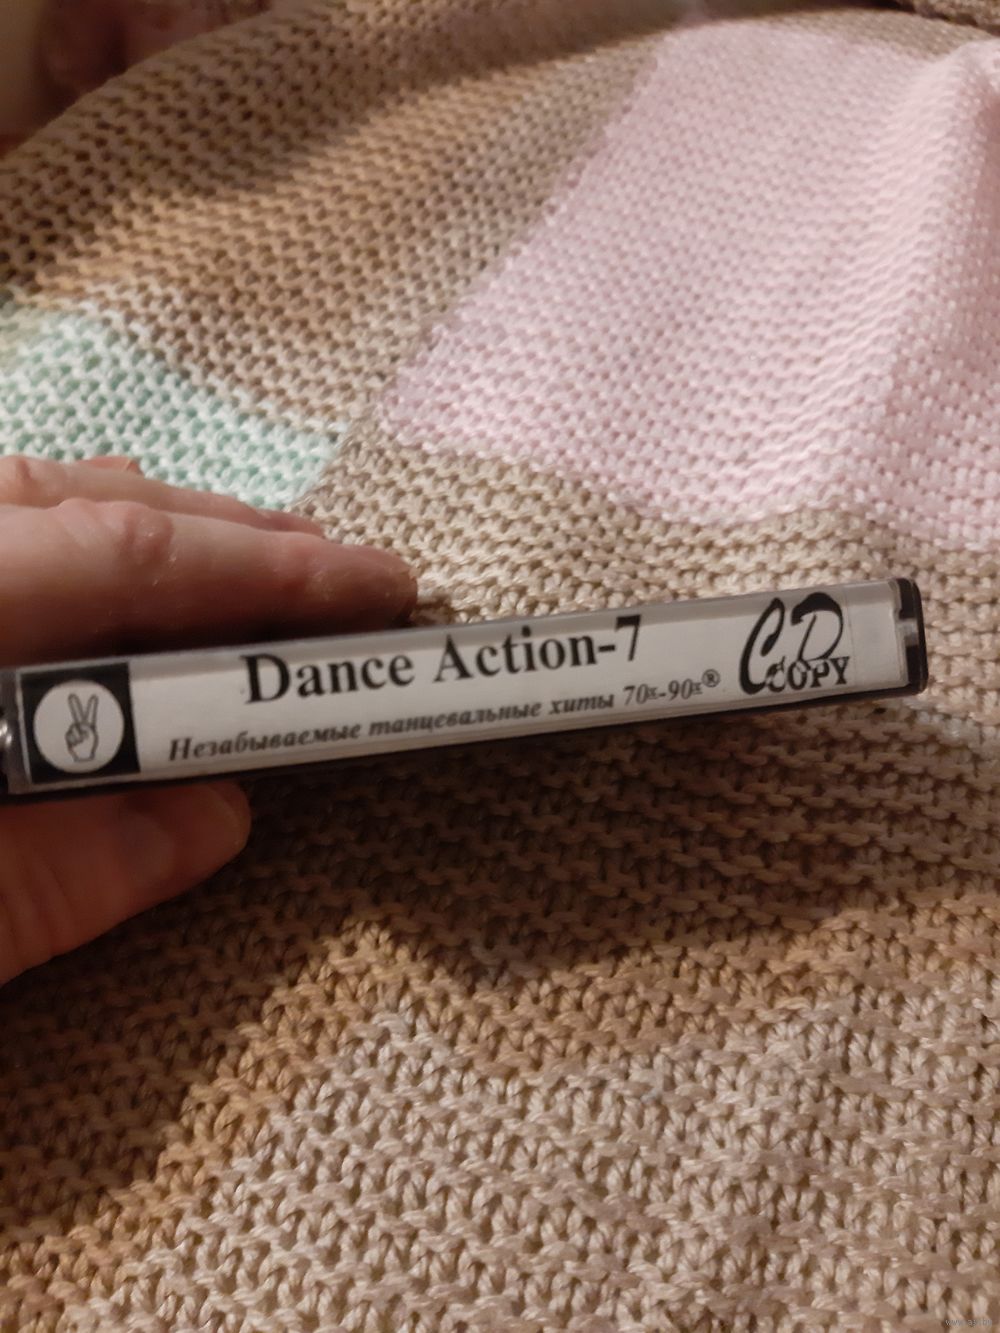 Dance Action-7
Незабываемые танцевальные хиты 70х-90х®
CD COPY